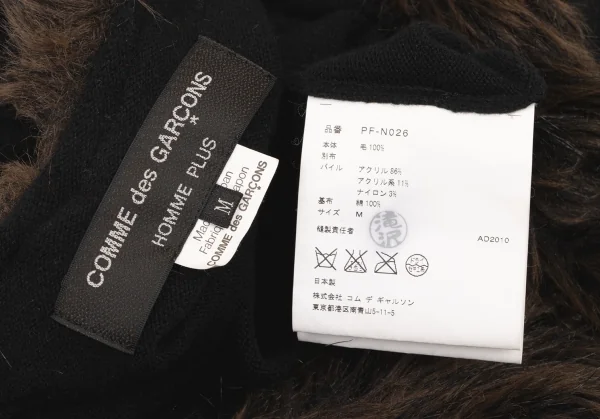 COMME des GARÇONS
*
HOMME PLUS
M
Made in Japan
Fabriqué Japon
COMME des GARÇONS
品番 PF-N026
本体 毛 100%
別布
パイル アクリル 86%
アクリル系 11%
ナイロン 3%
基布 綿 100%
サイズ M
滝沢
縫製責任者
AD2010
日本製
株式会社 コム デ ギャルソン
東京都港区南青山5-11-5